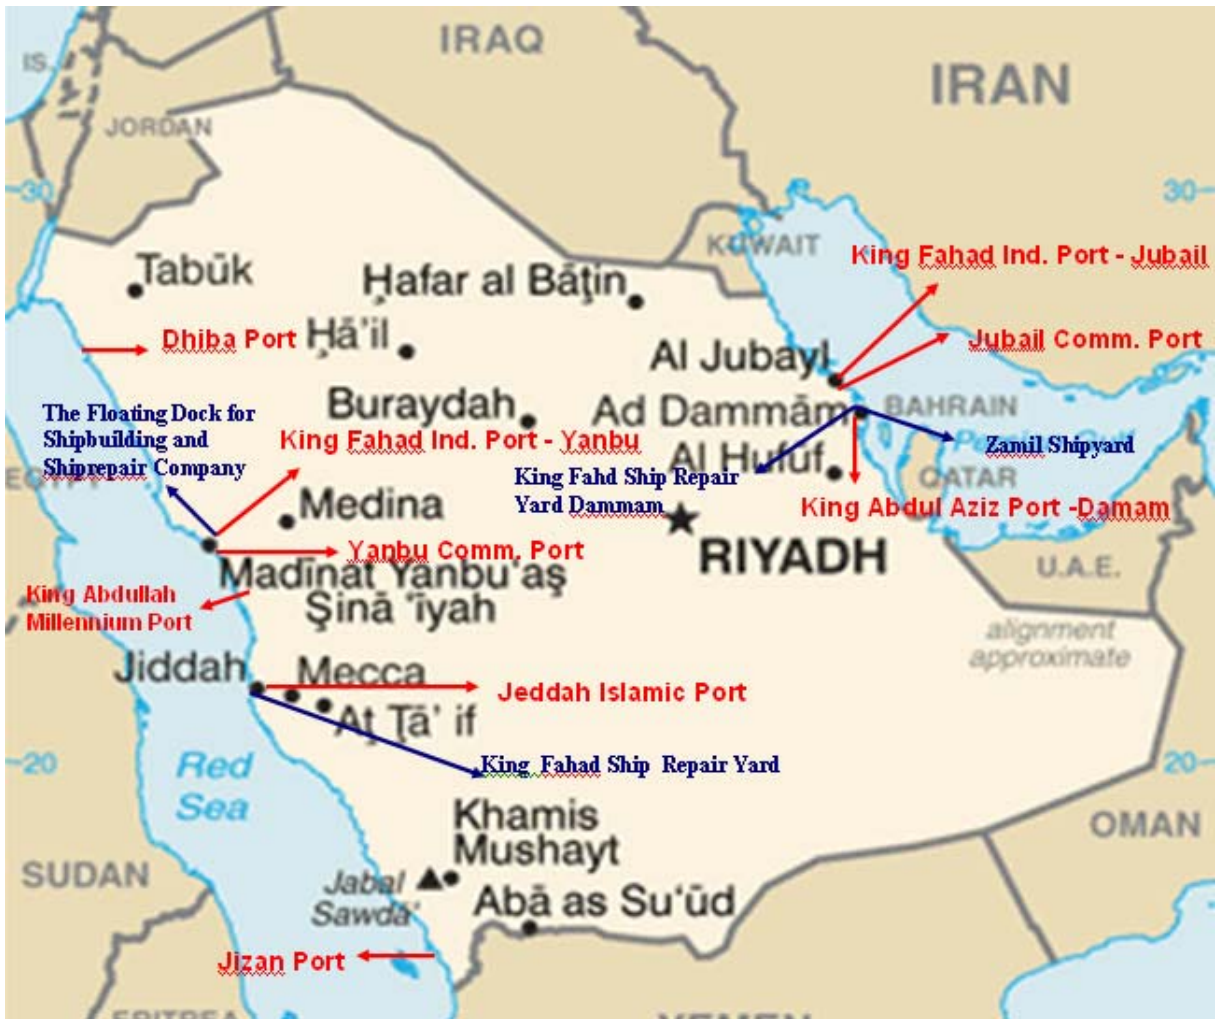 IRAQ
IRAN
IS.
JORDAN
30
30
KUWAIT
King Fahad Ind. Port - Jubail
Tabūk
Ḥafar al Bāṭin
Dhiba Port
Ḥā'il
Al Jubayl
Jubail Comm. Port
The Floating Dock for
Shipbuilding and
Shiprepair Company
Buraydah
Ad Dammām
BAHRAIN
King Fahad Ind. Port - Yanbu
Zamil Shipyard
Al Hufuf
King Fahd Ship Repair
Yard Dammam
QATAR
Medina
King Abdul Aziz Port -Damam
RIYADH
Yanbu Comm. Port
Madīnat Yanbu'aş
Şinā 'īyah
U.A.E.
King Abdullah
Millennium Port
alignment
approximate
Jiddah
Mecca
Jeddah Islamic Port
Aţ Ţā' if
Red
Sea
20
King Fahad Ship Repair Yard
20
Khamis
Mushayt
OMAN
SUDAN
Jabal
Sawdā'
Abā as Su'ūd
Jizan Port
ERITREA
YEMEN